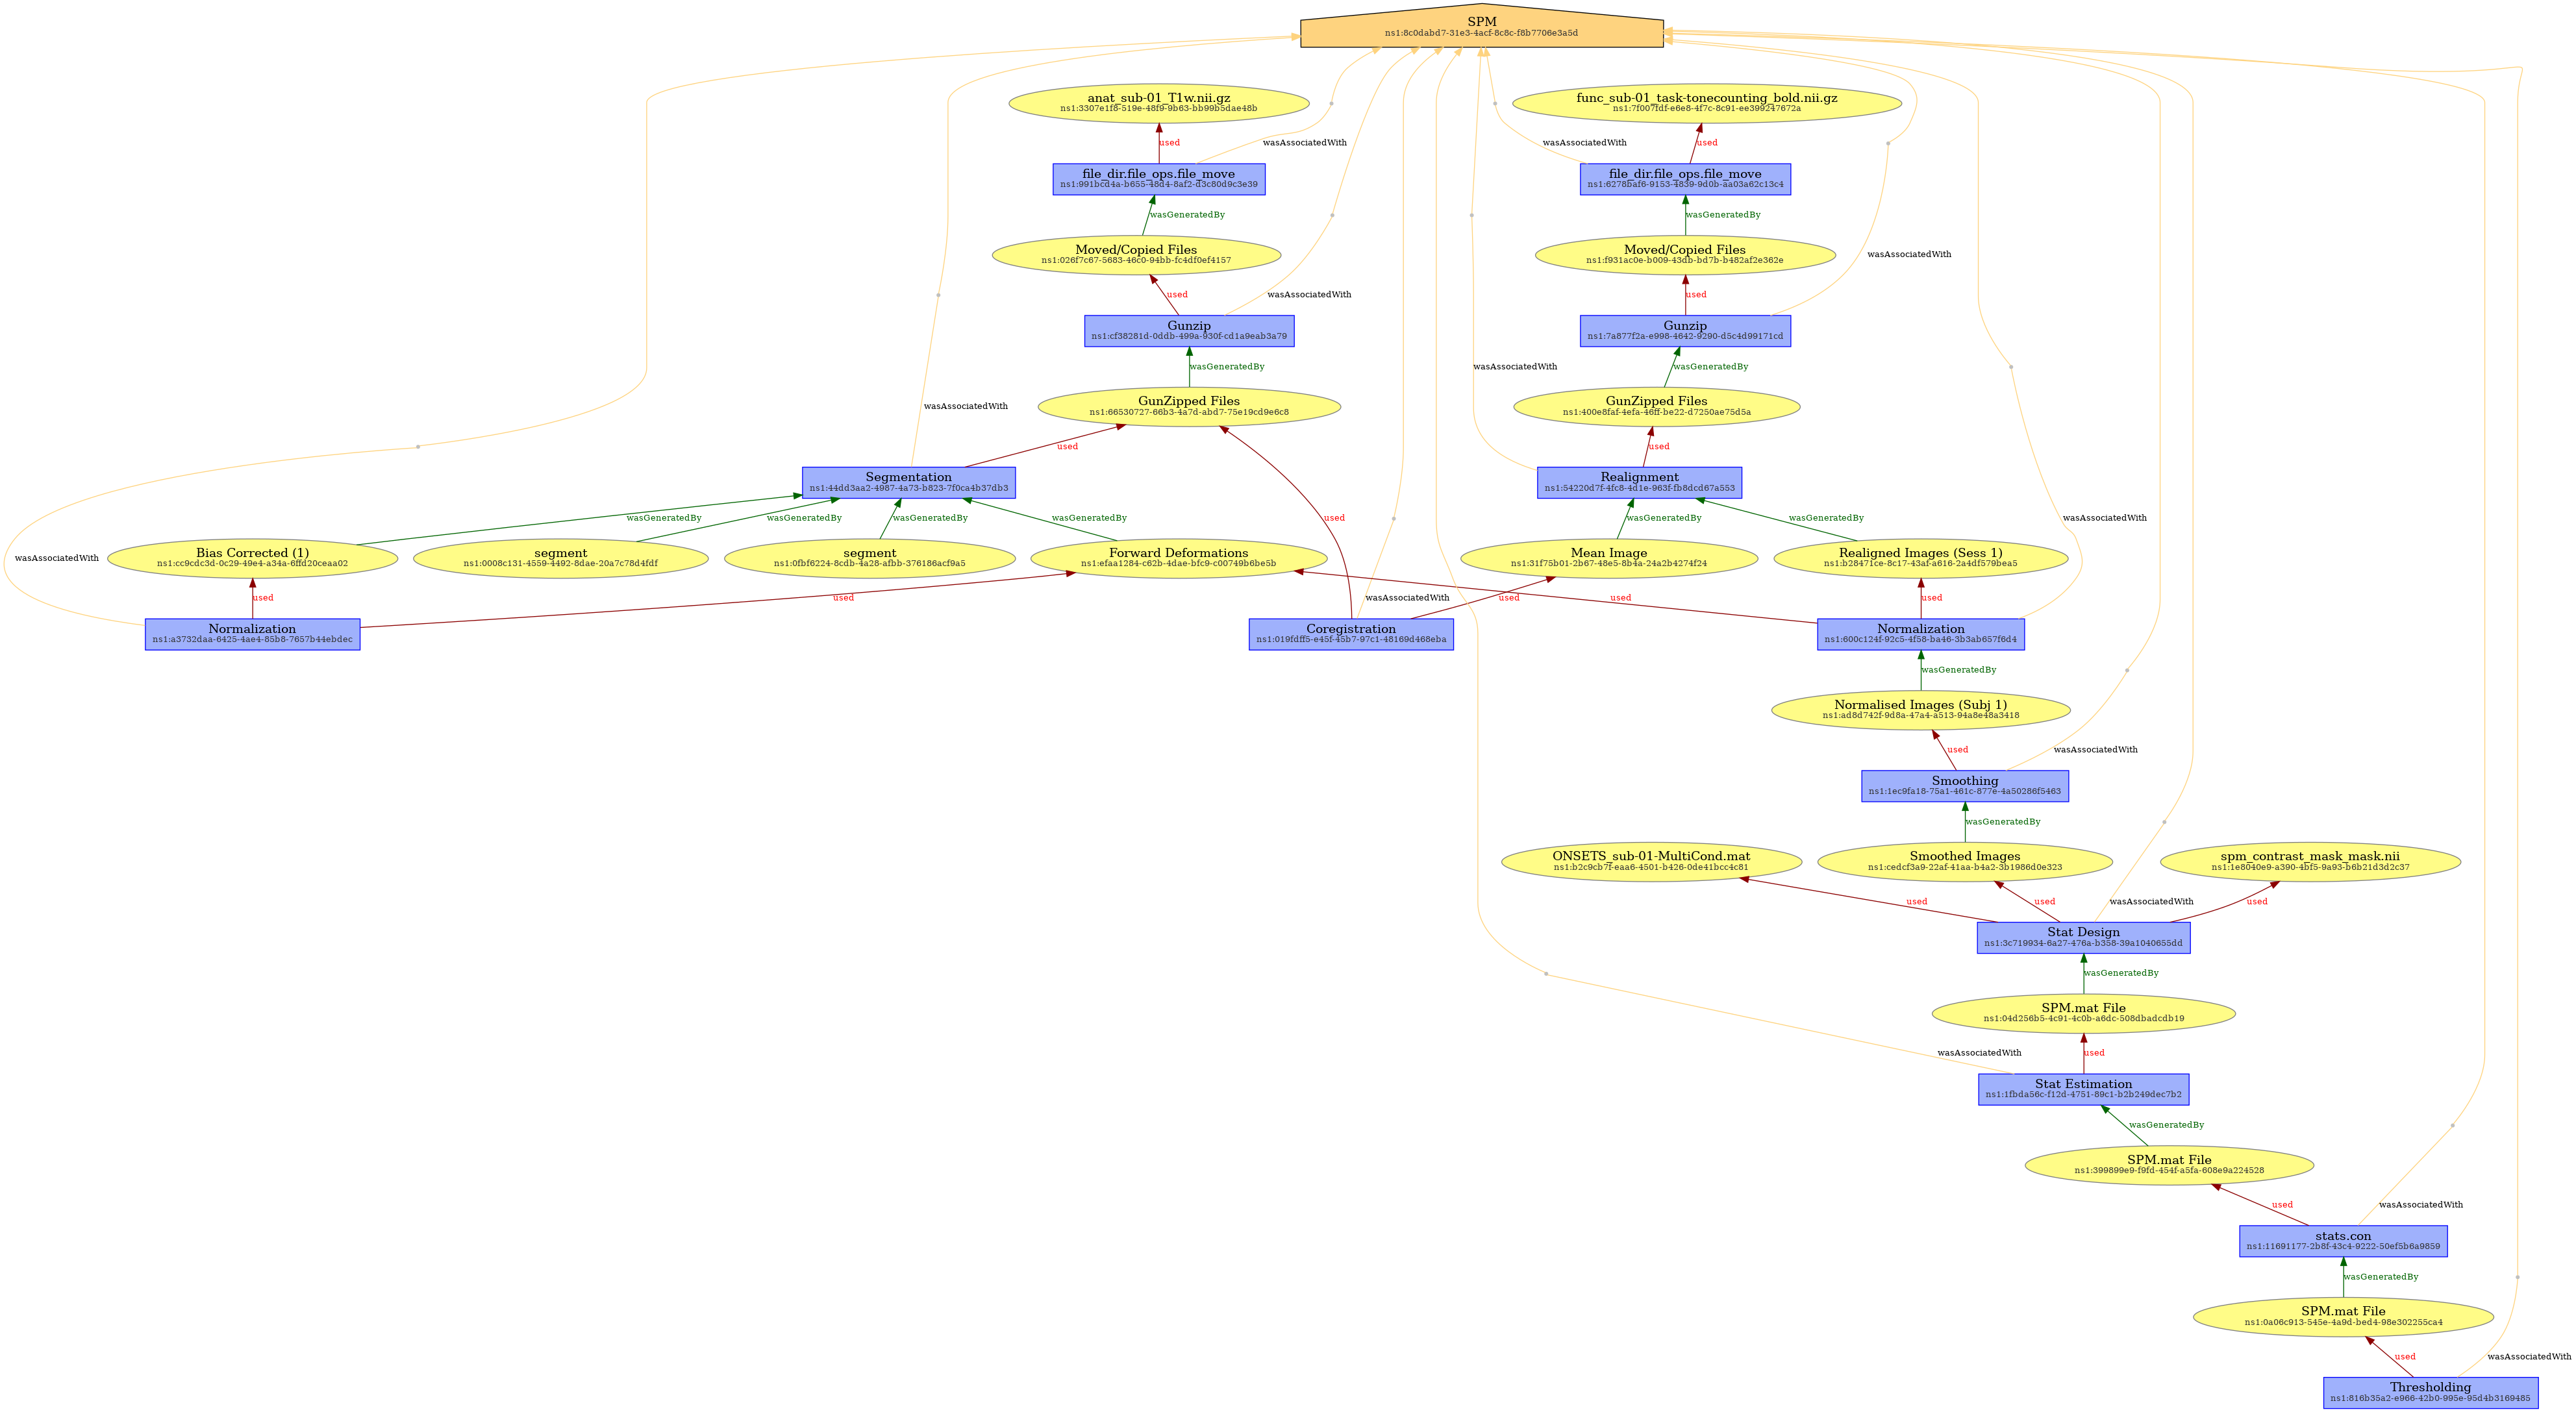 SPM
ns1:8c0dabd7-31e3-4acf-8c8c-f8b7706e3a5d
anat_sub-01_T1w.nii.gz
ns1:3307e1f8-519e-48f9-9b63-bb99b5dae48b
func_sub-01_task-tonecounting_bold.nii.gz
ns1:7f007fdf-e6e8-4f7c-8c91-ee399247672a
used
wasAssociatedWith
wasAssociatedWith
used
file_dir.file_ops.file_move
ns1:991bcd4a-b655-48d4-8af2-d3c80d9c3e39
file_dir.file_ops.file_move
ns1:6278baf6-9153-4839-9d0b-aa03a62c13c4
wasGeneratedBy
wasGeneratedBy
Moved/Copied Files
ns1:026f7c67-5683-46c0-94bb-fc4df0ef4157
Moved/Copied Files
ns1:f931ac0e-b009-43db-bd7b-b482af2e362e
wasAssociatedWith
used
wasAssociatedWith
used
Gunzip
ns1:cf38281d-0ddb-499a-930f-cd1a9eab3a79
Gunzip
ns1:7a877f2a-e998-4642-9290-d5c4d99171cd
wasGeneratedBy
wasAssociatedWith
wasGeneratedBy
GunZipped Files
ns1:66530727-66b3-4a7d-abd7-75e19cd9e6c8
GunZipped Files
ns1:400e8faf-4efa-46ff-be22-d7250ae75d5a
wasAssociatedWith
used
used
Segmentation
ns1:44dd3aa2-4987-4a73-b823-7f0ca4b37db3
Realignment
ns1:54220d7f-4fc8-4d1e-963f-fb8dcd67a553
wasGeneratedBy
wasGeneratedBy
wasGeneratedBy
wasGeneratedBy
used
wasGeneratedBy
wasGeneratedBy
wasAssociatedWith
wasAssociatedWith
Bias Corrected (1)
ns1:cc9cdc3d-0c29-49e4-a34a-6ffd20ceaa02
segment
ns1:0008c131-4559-4492-8dae-20a7c78d4fdf
segment
ns1:0fbf6224-8cdb-4a28-afbb-376186acf9a5
Forward Deformations
ns1:efaa1284-c62b-4dae-bfc9-c00749b6be5b
Mean Image
ns1:31f75b01-2b67-48e5-8b4a-24a2b4274f24
Realigned Images (Sess 1)
ns1:b28471ce-8c17-43af-a616-2a4df579bea5
used
used
wasAssociatedWith
used
used
used
Normalization
ns1:a3732daa-6425-4ae4-85b8-7657b44ebdec
Coregistration
ns1:019fdff5-e45f-45b7-97c1-48169d468eba
Normalization
ns1:600c124f-92c5-4f58-ba46-3b3ab657f6d4
wasGeneratedBy
Normalised Images (Subj 1)
ns1:ad8d742f-9d8a-47a4-a513-94a8e48a3418
used
wasAssociatedWith
Smoothing
ns1:1ec9fa18-75a1-461c-877e-4a50286f5463
wasGeneratedBy
ONSETS_sub-01-MultiCond.mat
ns1:b2c9cb7f-eaa6-4501-b426-0de41bcc4c81
Smoothed Images
ns1:cedcf3a9-22af-41aa-b4a2-3b1986d0e323
spm_contrast_mask_mask.nii
ns1:1e8040e9-a390-4bf5-9a93-b6b21d3d2c37
used
used
wasAssociatedWith
used
Stat Design
ns1:3c719934-6a27-476a-b358-39a1040655dd
wasGeneratedBy
SPM.mat File
ns1:04d256b5-4c91-4c0b-a6dc-508dbadcdb19
wasAssociatedWith
used
Stat Estimation
ns1:1fbda56c-f12d-4751-89c1-b2b249dec7b2
wasGeneratedBy
SPM.mat File
ns1:399899e9-f9fd-454f-a5fa-608e9a224528
used
wasAssociatedWith
stats.con
ns1:11691177-2b8f-43c4-9222-50ef5b6a9859
wasGeneratedBy
SPM.mat File
ns1:0a06c913-545e-4a9d-bed4-98e302255ca4
used
wasAssociatedWith
Thresholding
ns1:816b35a2-e966-42b0-995e-95d4b3169485